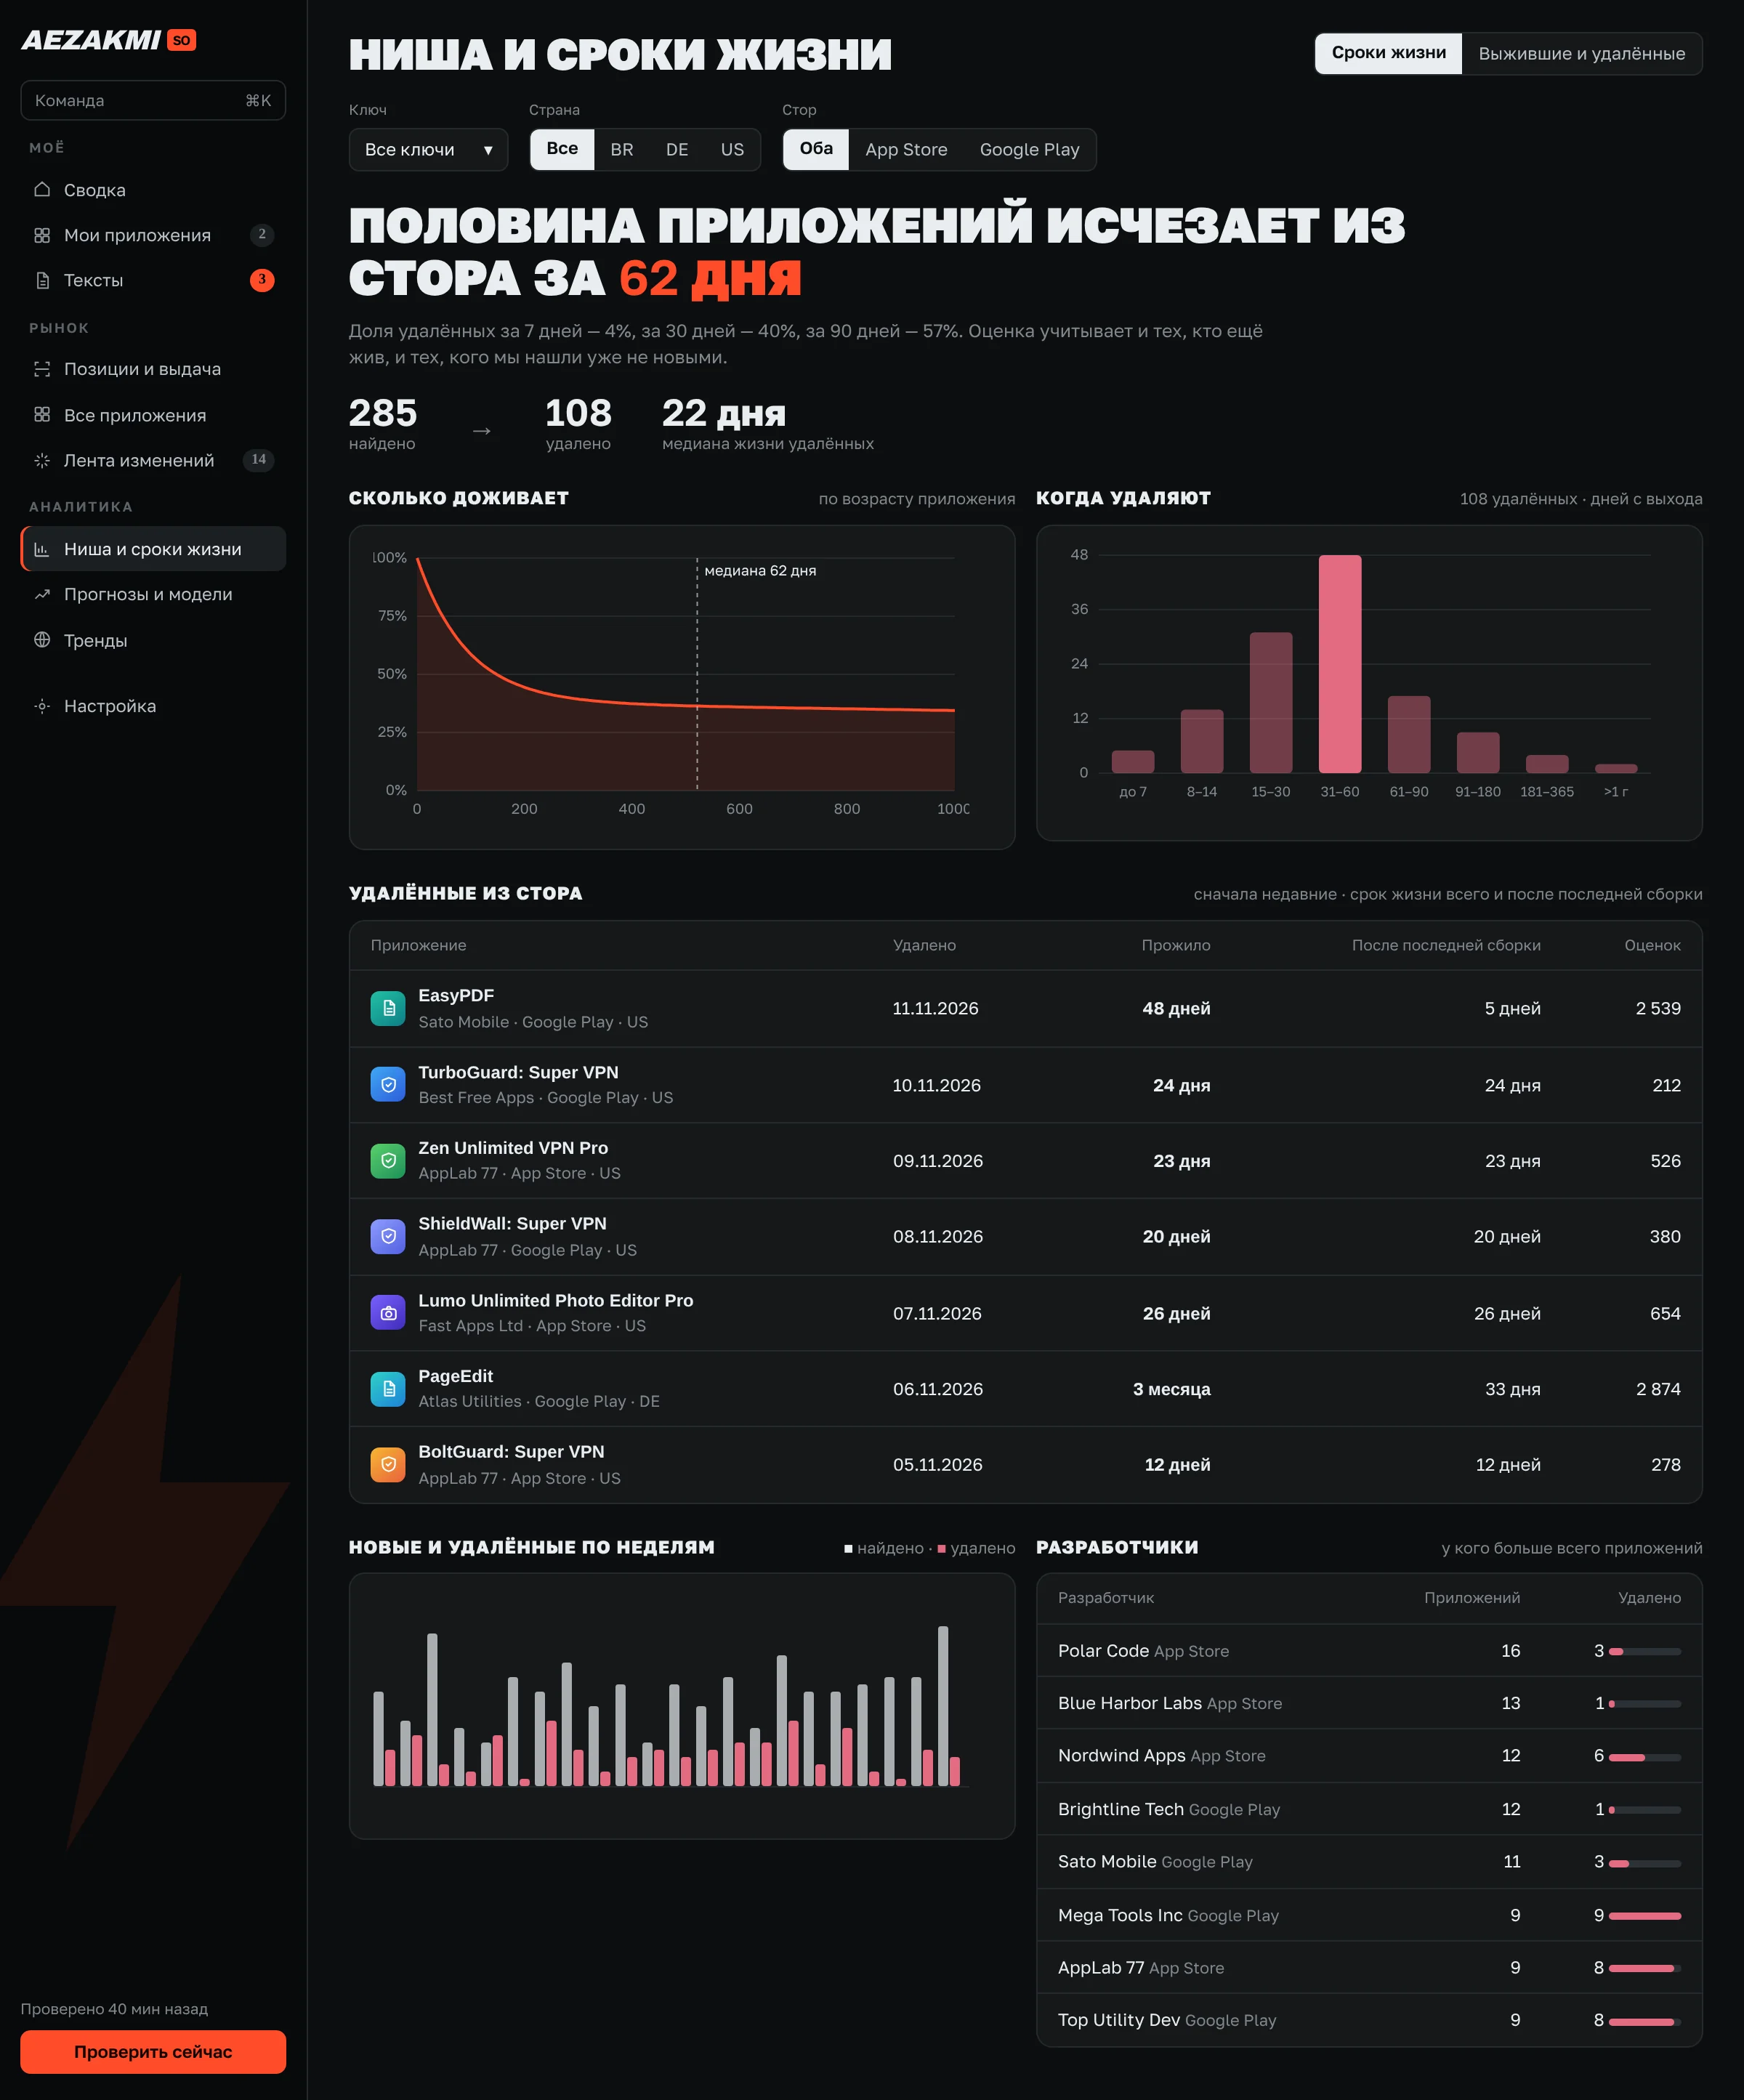 AEZAKMI SO
Команда ⌘K
МОЁ
Сводка
Мои приложения 2
Тексты 3
РЫНОК
Позиции и выдача
Все приложения
Лента изменений 14
АНАЛИТИКА
Ниша и сроки жизни
Прогнозы и модели
Тренды
Настройка
Проверено 40 мин назад
Проверить сейчас
НИША И СРОКИ ЖИЗНИ
Сроки жизни Выжившие и удалённые
Ключ Страна Стор
Все ключи ▾ Все BR DE US Оба App Store Google Play
ПОЛОВИНА ПРИЛОЖЕНИЙ ИСЧЕЗАЕТ ИЗ
СТОРА ЗА 62 ДНЯ
Доля удалённых за 7 дней — 4%, за 30 дней — 40%, за 90 дней — 57%. Оценка учитывает и тех, кто ещё
жив, и тех, кого мы нашли уже не новыми.
285 → 108 22 дня
найдено удалено медиана жизни удалённых
СКОЛЬКО ДОЖИВАЕТ по возрасту приложения
100%
75%
50%
25%
0%
медиана 62 дня
0 200 400 600 800 1000
КОГДА УДАЛЯЮТ 108 удалённых · дней с выхода
48
36
24
12
0
до 7 8–14 15–30 31–60 61–90 91–180 181–365 >1 г
УДАЛЁННЫЕ ИЗ СТОРА сначала недавние · срок жизни всего и после последней сборки
Приложение Удалено Прожило После последней сборки Оценок
EasyPDF
Sato Mobile · Google Play · US
11.11.2026 48 дней 5 дней 2 539
TurboGuard: Super VPN
Best Free Apps · Google Play · US
10.11.2026 24 дня 24 дня 212
Zen Unlimited VPN Pro
AppLab 77 · App Store · US
09.11.2026 23 дня 23 дня 526
ShieldWall: Super VPN
AppLab 77 · Google Play · US
08.11.2026 20 дней 20 дней 380
Lumo Unlimited Photo Editor Pro
Fast Apps Ltd · App Store · US
07.11.2026 26 дней 26 дней 654
PageEdit
Atlas Utilities · Google Play · DE
06.11.2026 3 месяца 33 дня 2 874
BoltGuard: Super VPN
AppLab 77 · App Store · US
05.11.2026 12 дней 12 дней 278
НОВЫЕ И УДАЛЁННЫЕ ПО НЕДЕЛЯМ ■ найдено · ■ удалено
РАЗРАБОТЧИКИ у кого больше всего приложений
Разработчик Приложений Удалено
Polar Code App Store 16 3
Blue Harbor Labs App Store 13 1
Nordwind Apps App Store 12 6
Brightline Tech Google Play 12 1
Sato Mobile Google Play 11 3
Mega Tools Inc Google Play 9 9
AppLab 77 App Store 9 8
Top Utility Dev Google Play 9 8